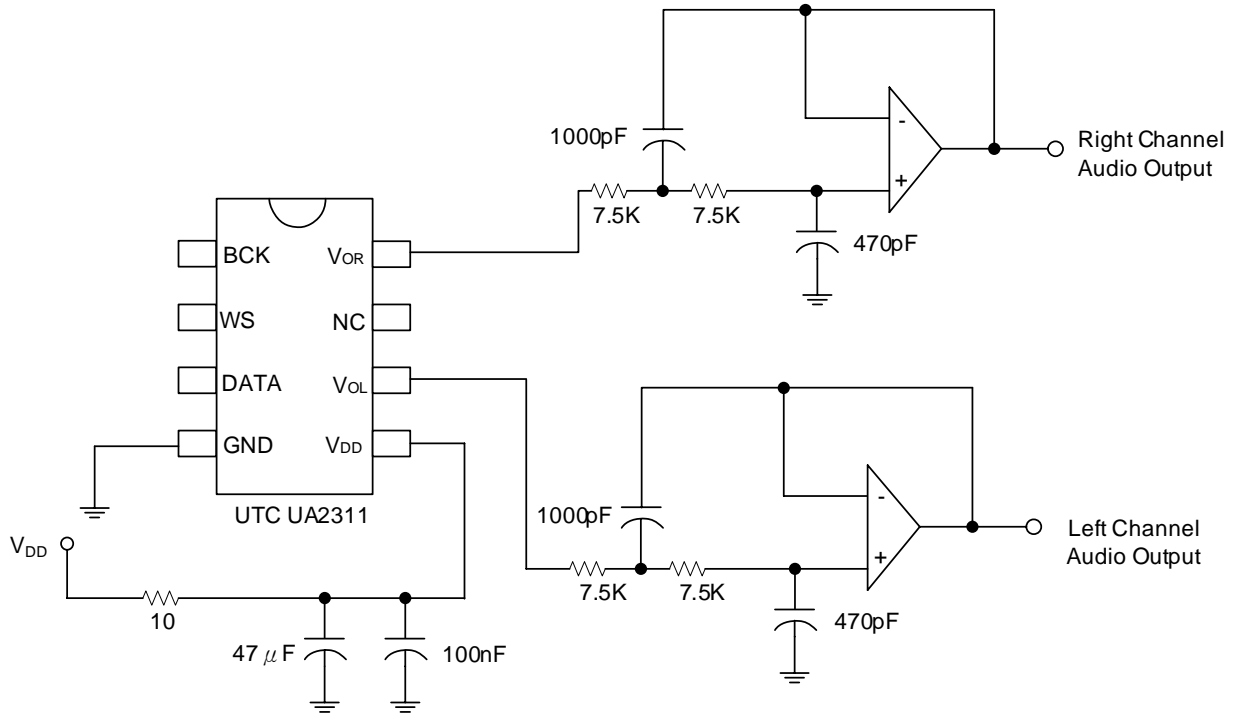 1000pF
-
+
Right Channel
Audio Output
7.5K
7.5K
470pF
BCK
VOR
WS
NC
DATA
VOL
GND
VDD
UTC UA2311
1000pF
-
+
Left Channel
Audio Output
7.5K
7.5K
470pF
VDD
10
47μF
100nF